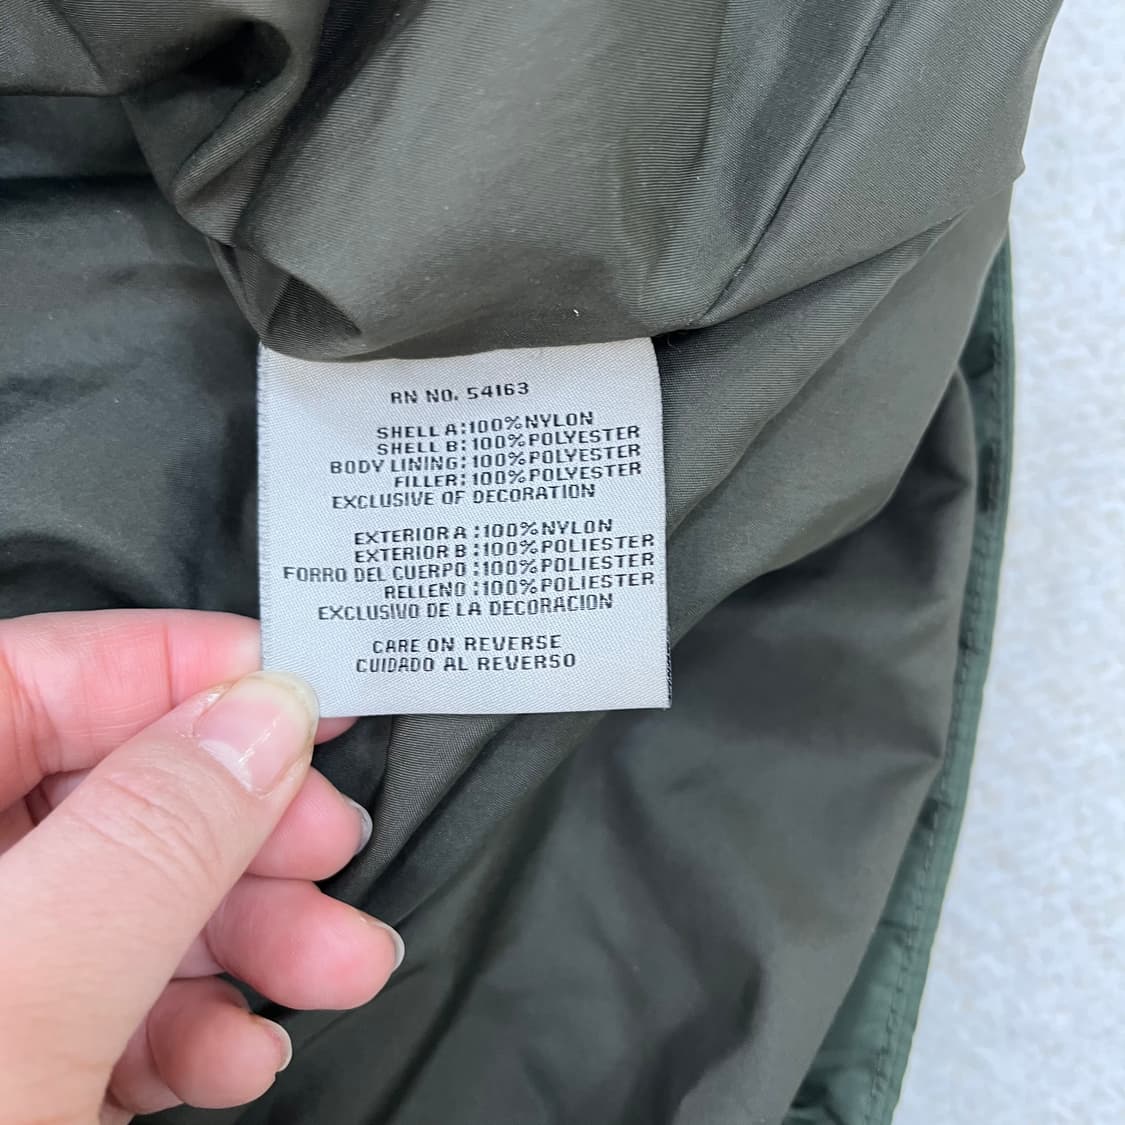 RN NO. 54163
SHELL A:100%NYLON
SHELL B:100%POLYESTER
BODY LINING:100%POLYESTER
FILLER:100%POLYESTER
EXCLUSIVE OF DECORATION
EXTERIOR A:100%NYLON
EXTERIOR B:100%POLIESTER
FORRO DEL CUERPO:100%POLIESTER
RELLENO:100%POLIESTER
EXCLUSIVO DE LA DECORACION
CARE ON REVERSE
CUIDADO AL REVERSO